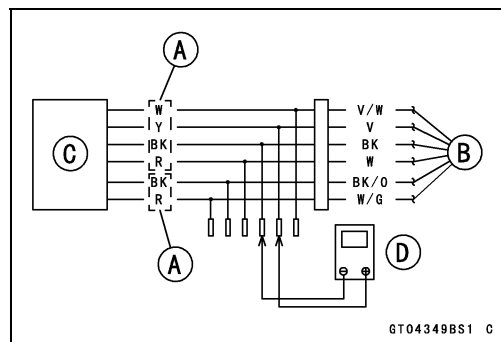 A
W V/W
Y V
BK BK
C R W B
BK BK/O
R W/G
A
D
GT04349BS1 C